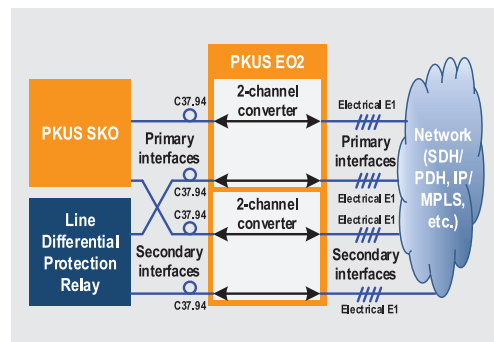 PKUS EO2
2-channel
converter
C37.94
Electrical E1
PKUS SKO
Primary
interfaces
Primary
interfaces
Network
(SDH/
PDH, IP/
MPLS,
etc.)
C37.94
Electrical E1
C37.94
2-channel
converter
Electrical E1
Line
Differential
Protection
Relay
Secondary
interfaces
Secondary
interfaces
C37.94
Electrical E1